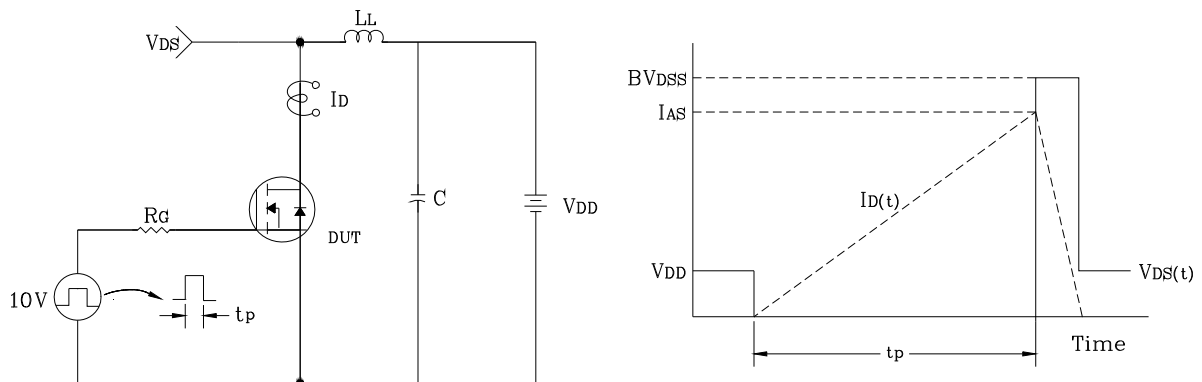 LL
VDS
ID
RG
C
VDD
DUT
10V
tp
BVDSS
IAS
ID(t)
VDD
VDS(t)
Time
tp